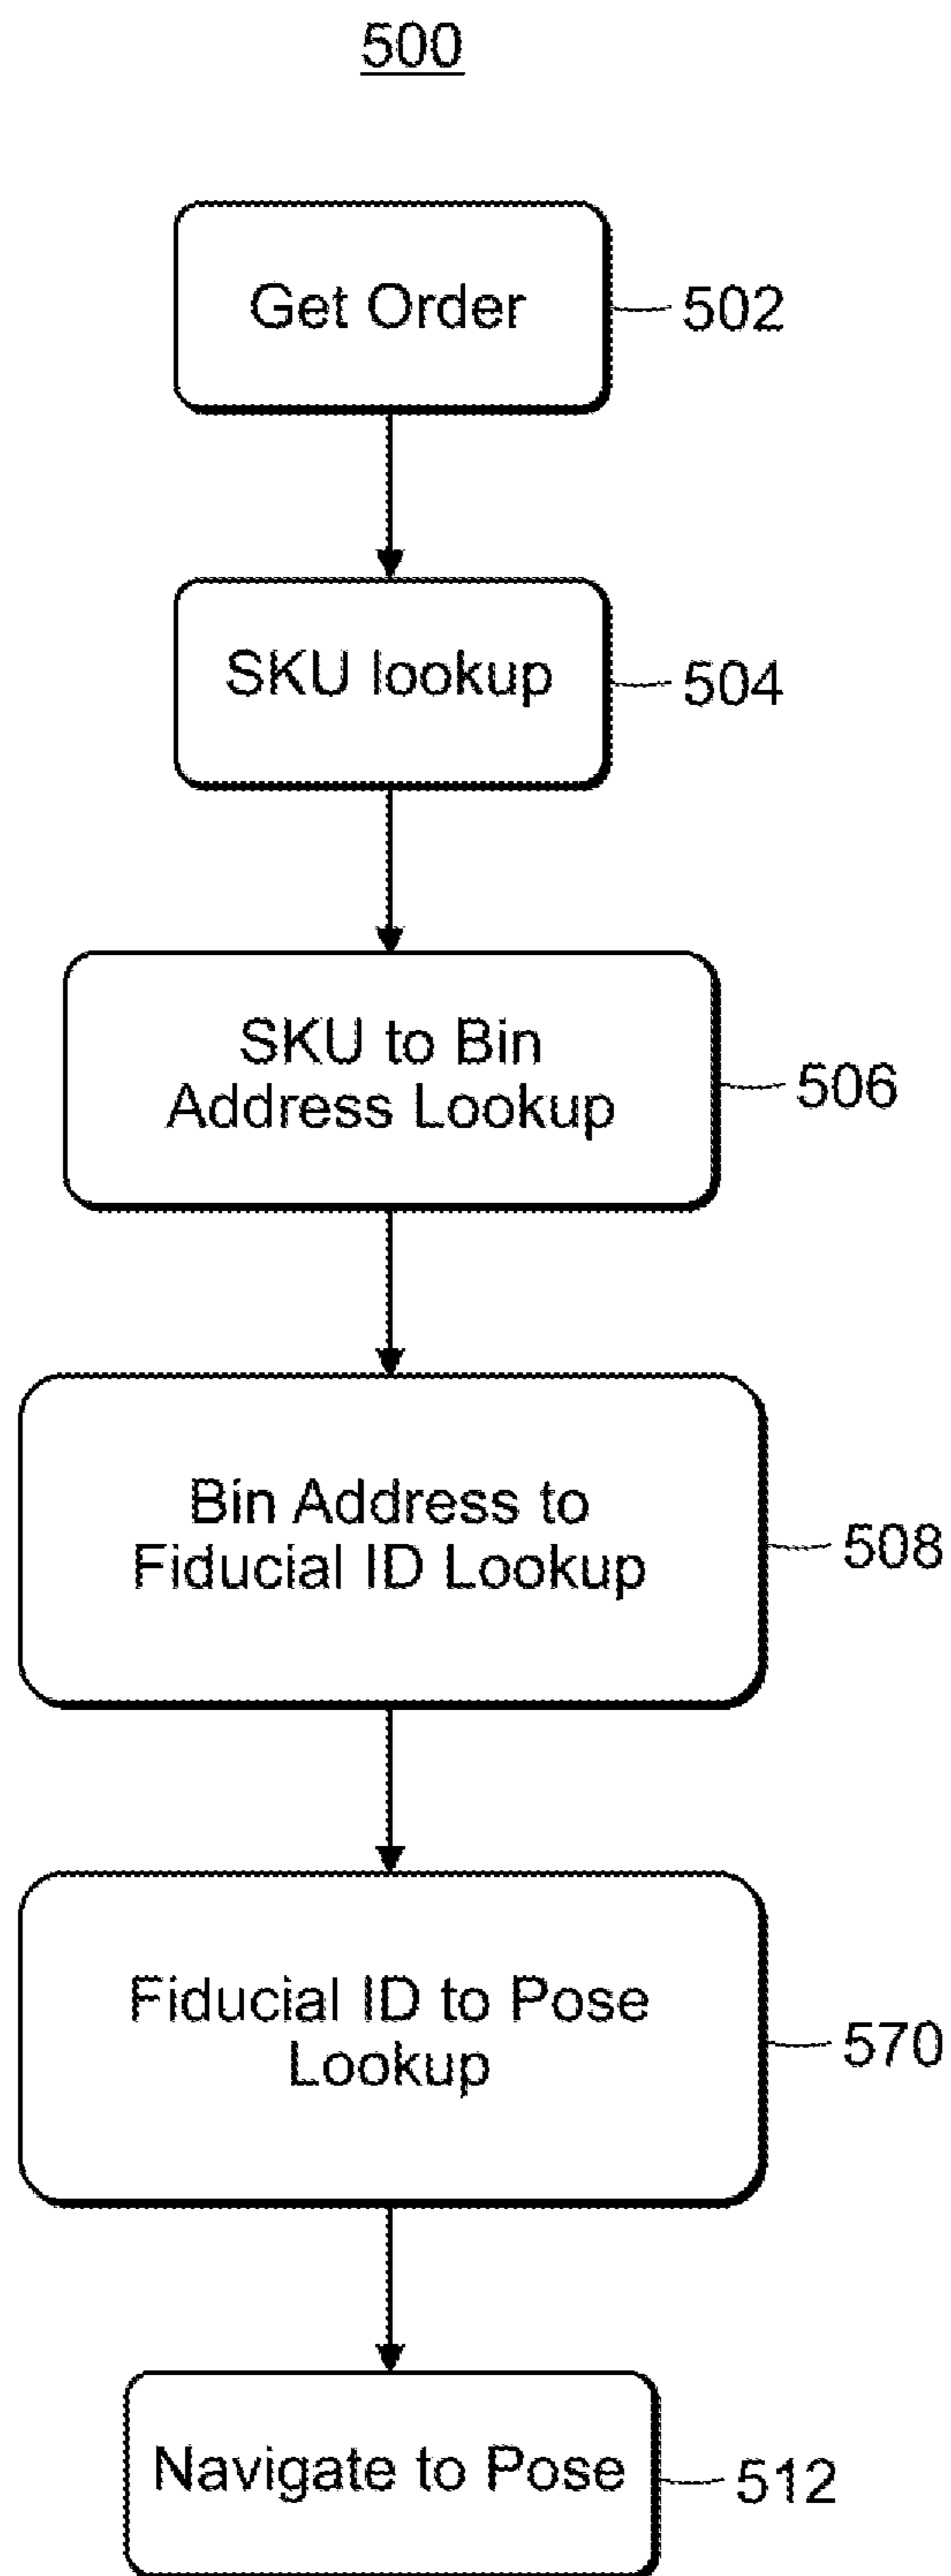 500
Get Order
502
SKU lookup
504
SKU to Bin
Address Lookup
506
Bin Address to
Fiducial ID Lookup
508
Fiducial ID to Pose
Lookup
570
Navigate to Pose
512